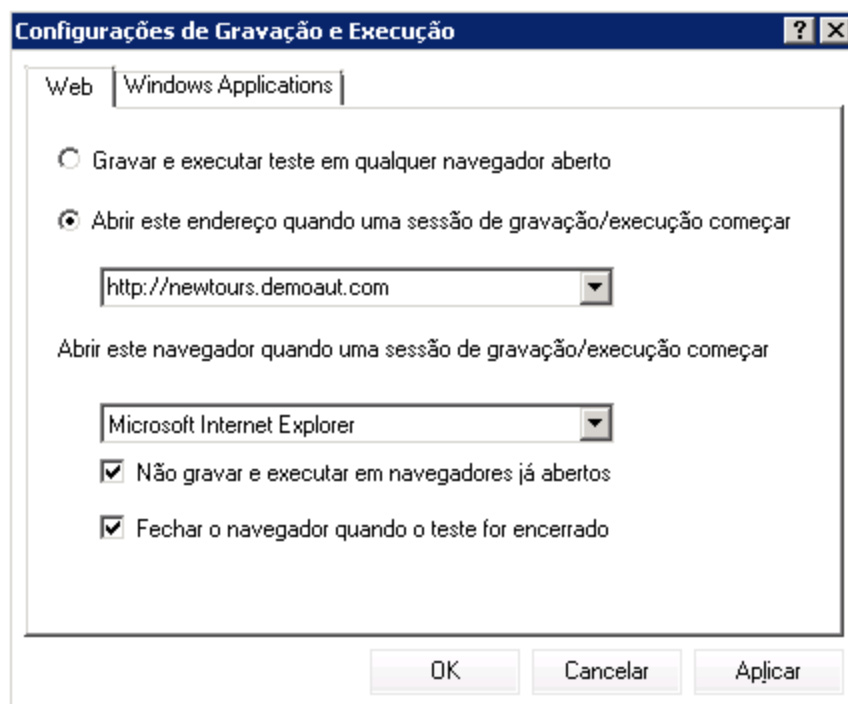 Configurações de Gravação e Execução
Web
Windows Applications
Gravar e executar teste em qualquer navegador aberto
Abrir este endereço quando uma sessão de gravação/execução começar
http://newtours.demoaut.com
Abrir este navegador quando uma sessão de gravação/execução começar
Microsoft Internet Explorer
Não gravar e executar em navegadores já abertos
Fechar o navegador quando o teste for encerrado
OK
Cancelar
Aplicar